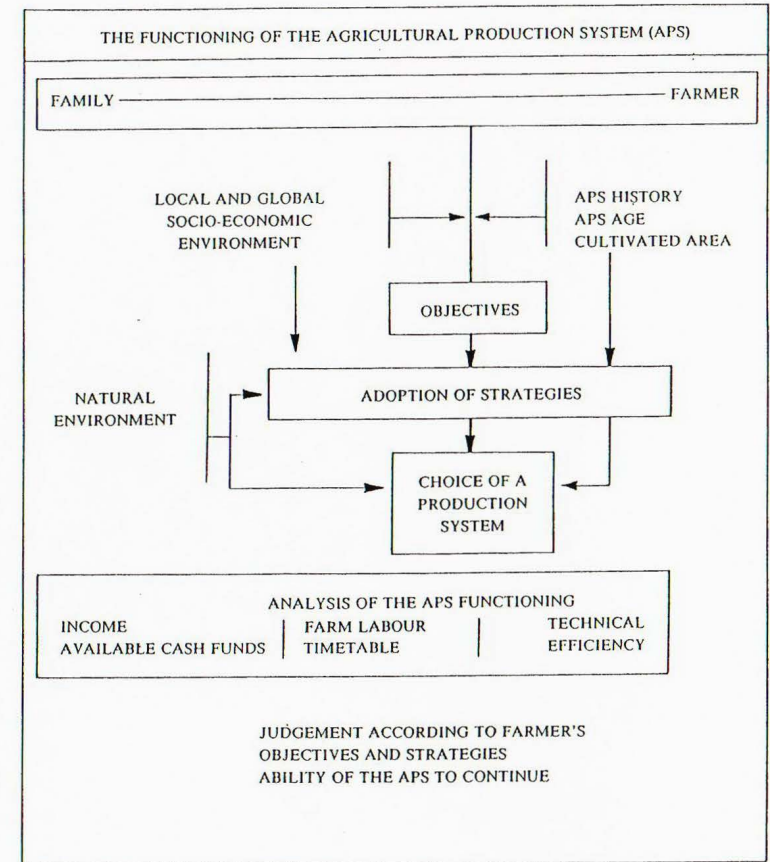 THE FUNCTIONING OF THE AGRICULTURAL PRODUCTION SYSTEM (APS)
FAMILY FARMER
LOCAL AND GLOBAL
SOCIO-ECONOMIC
ENVIRONMENT
APS HISTORY
APS AGE
CULTIVATED AREA
OBJECTIVES
NATURAL
ENVIRONMENT
ADOPTION OF STRATEGIES
CHOICE OF A
PRODUCTION
SYSTEM
ANALYSIS OF THE APS FUNCTIONING
INCOME
AVAILABLE CASH FUNDS
FARM LABOUR
TIMETABLE
TECHNICAL
EFFICIENCY
JUDGEMENT ACCORDING TO FARMER'S
OBJECTIVES AND STRATEGIES
ABILITY OF THE APS TO CONTINUE